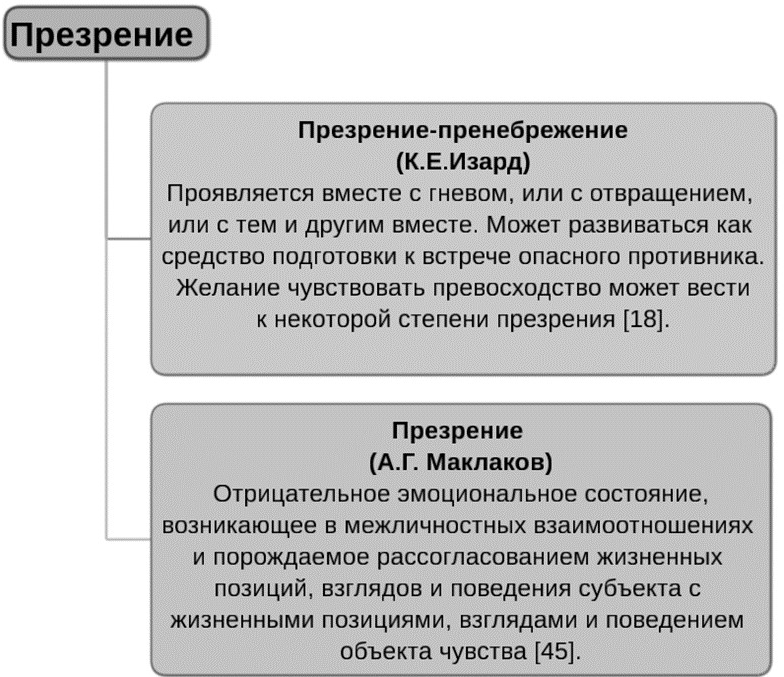 Презрение
Презрение-пренебрежение
(К.Е.Изард)
Проявляется вместе с гневом, или с отвращением,
или с тем и другим вместе. Может развиваться как
средство подготовки к встрече опасного противника.
Желание чувствовать превосходство может вести
к некоторой степени презрения [18].
Презрение
(А.Г. Маклаков)
Отрицательное эмоциональное состояние,
возникающее в межличностных взаимоотношениях
и порождаемое рассогласованием жизненных
позиций, взглядов и поведения субъекта с
жизненными позициями, взглядами и поведением
объекта чувства [45].